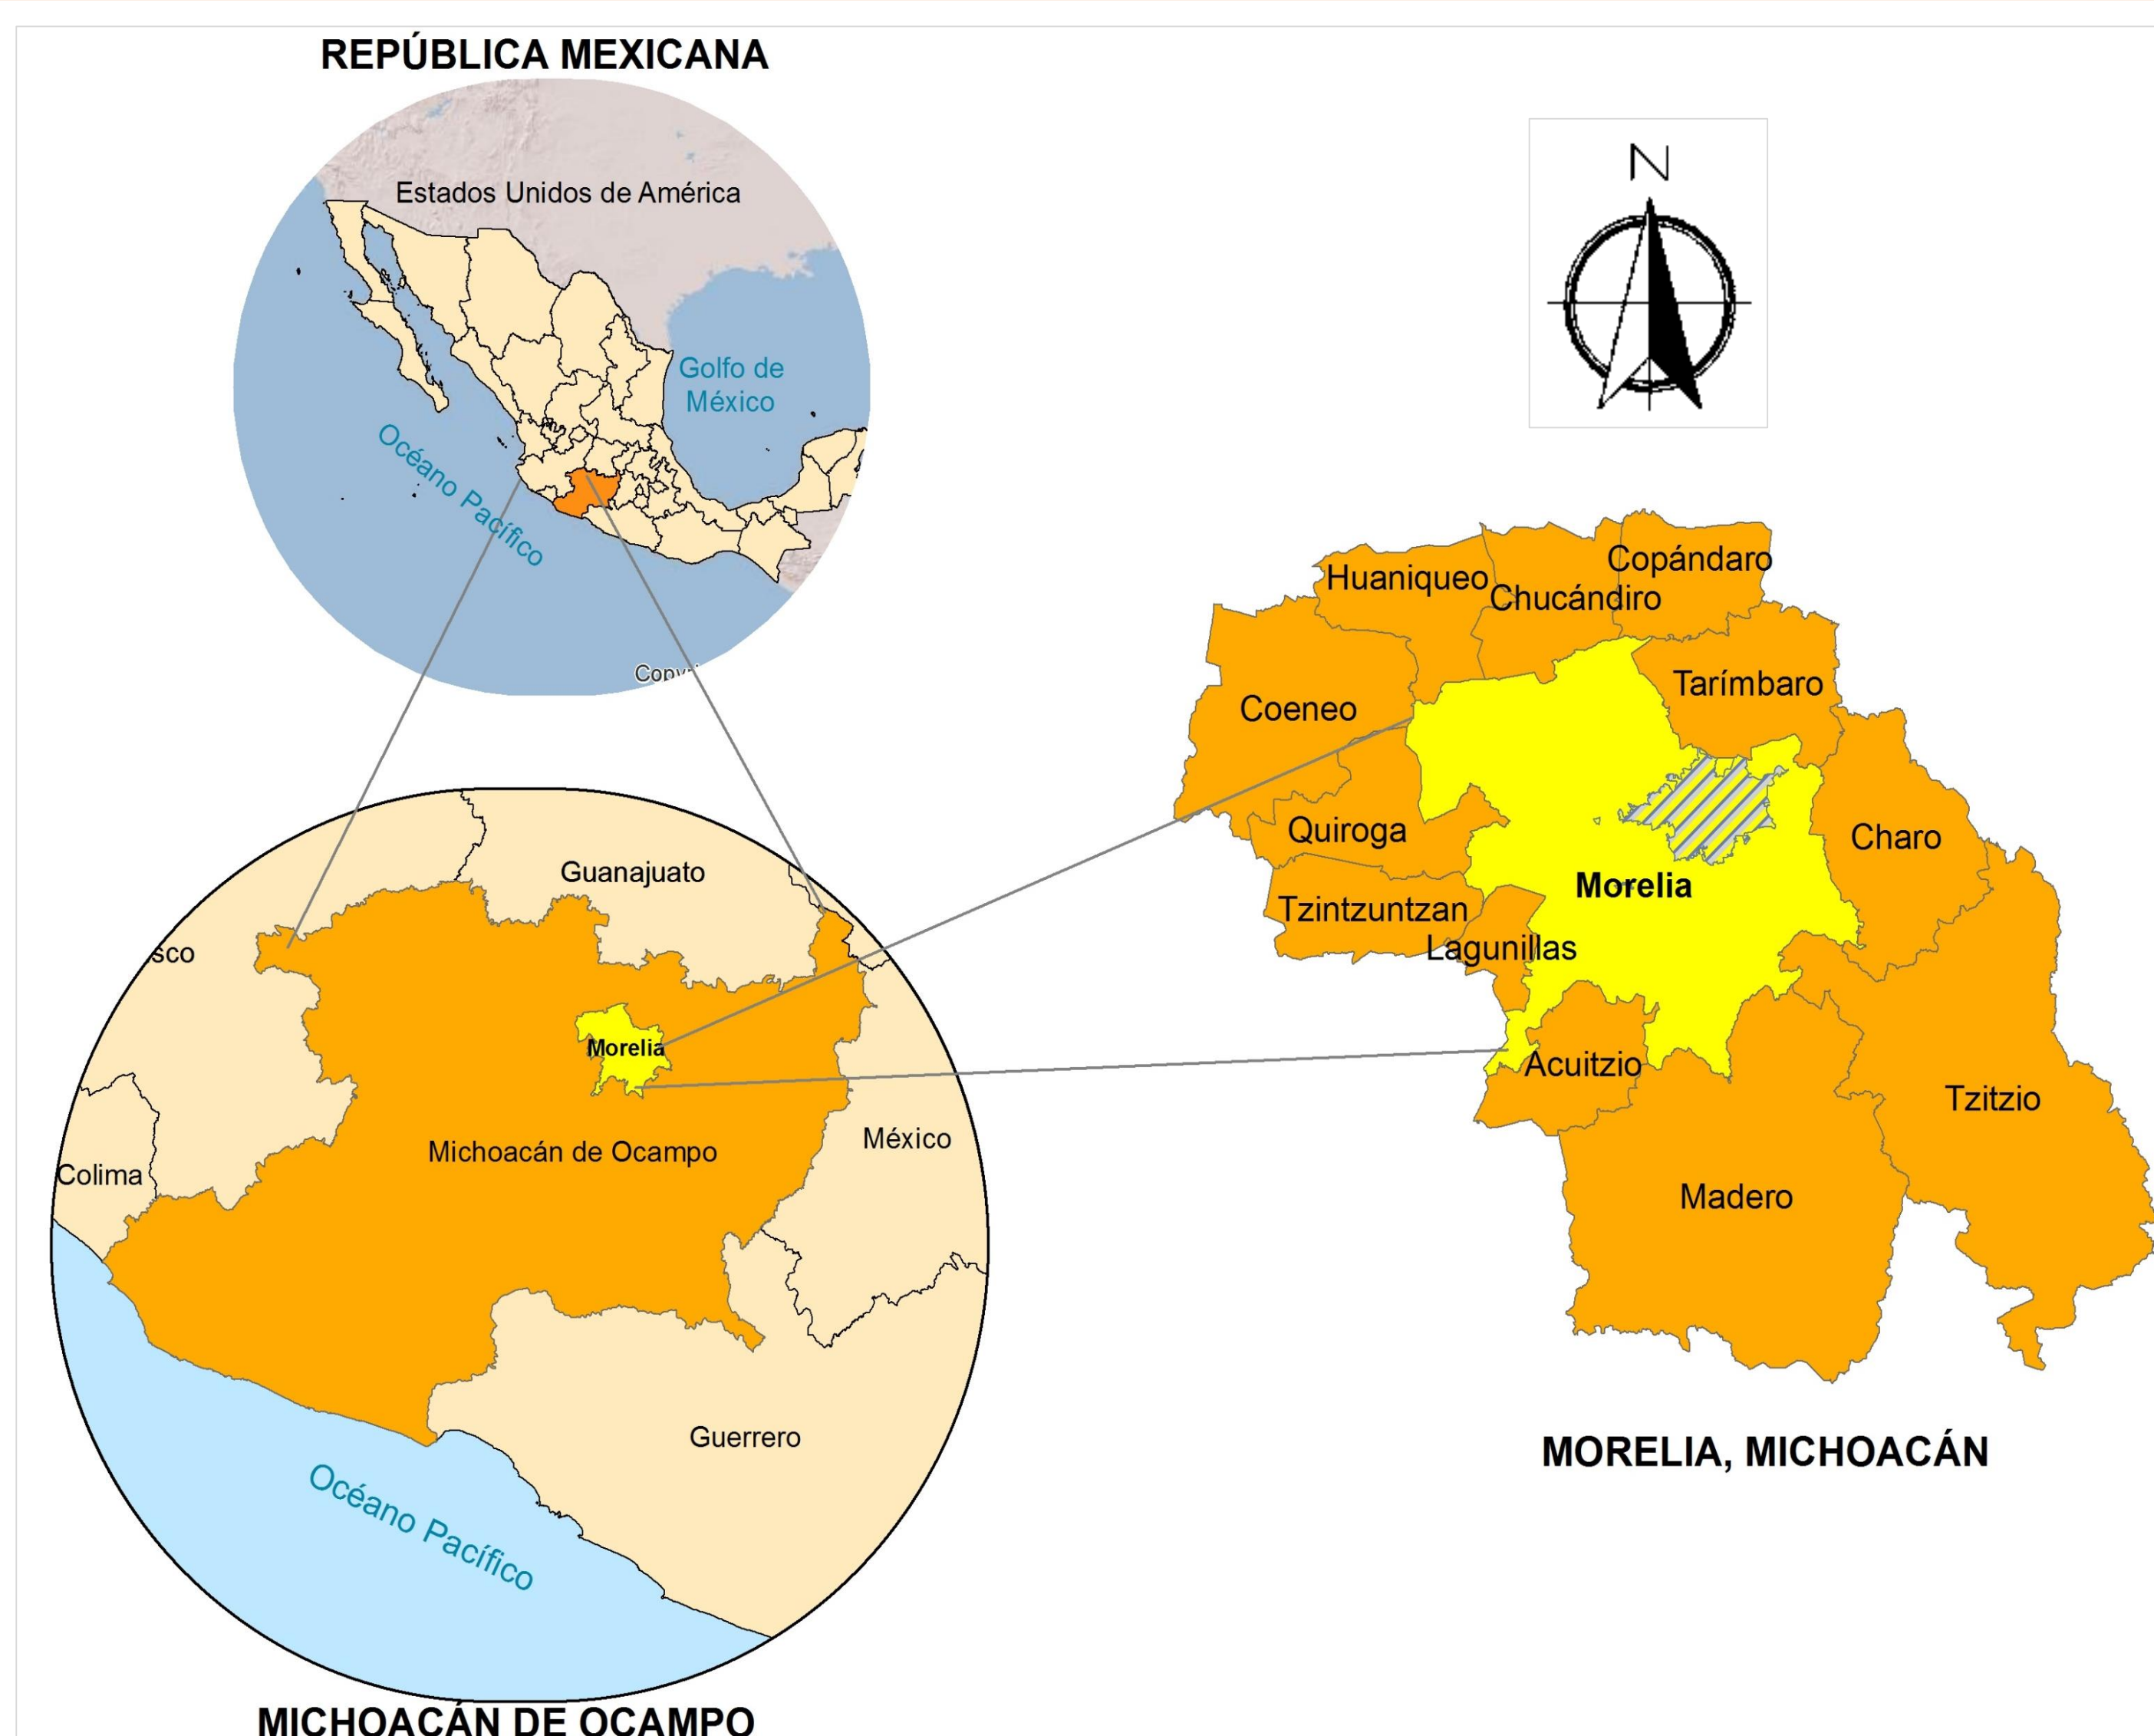 REPÚBLICA MEXICANA
Estados Unidos de América
Golfo de
México
Océano Pacífico
N
Huaniqueo
Chucándiro
Copándaro
Coeneo
Tarímbaro
Quiroga
Charo
Morelia
Tzintzuntzan
Lagunillas
Acuitzio
Tzitzio
Madero
MORELIA, MICHOACÁN
Guanajuato
sco
Morelia
Michoacán de Ocampo
México
Colima
Guerrero
Océano Pacífico
MICHOACÁN DE OCAMPO